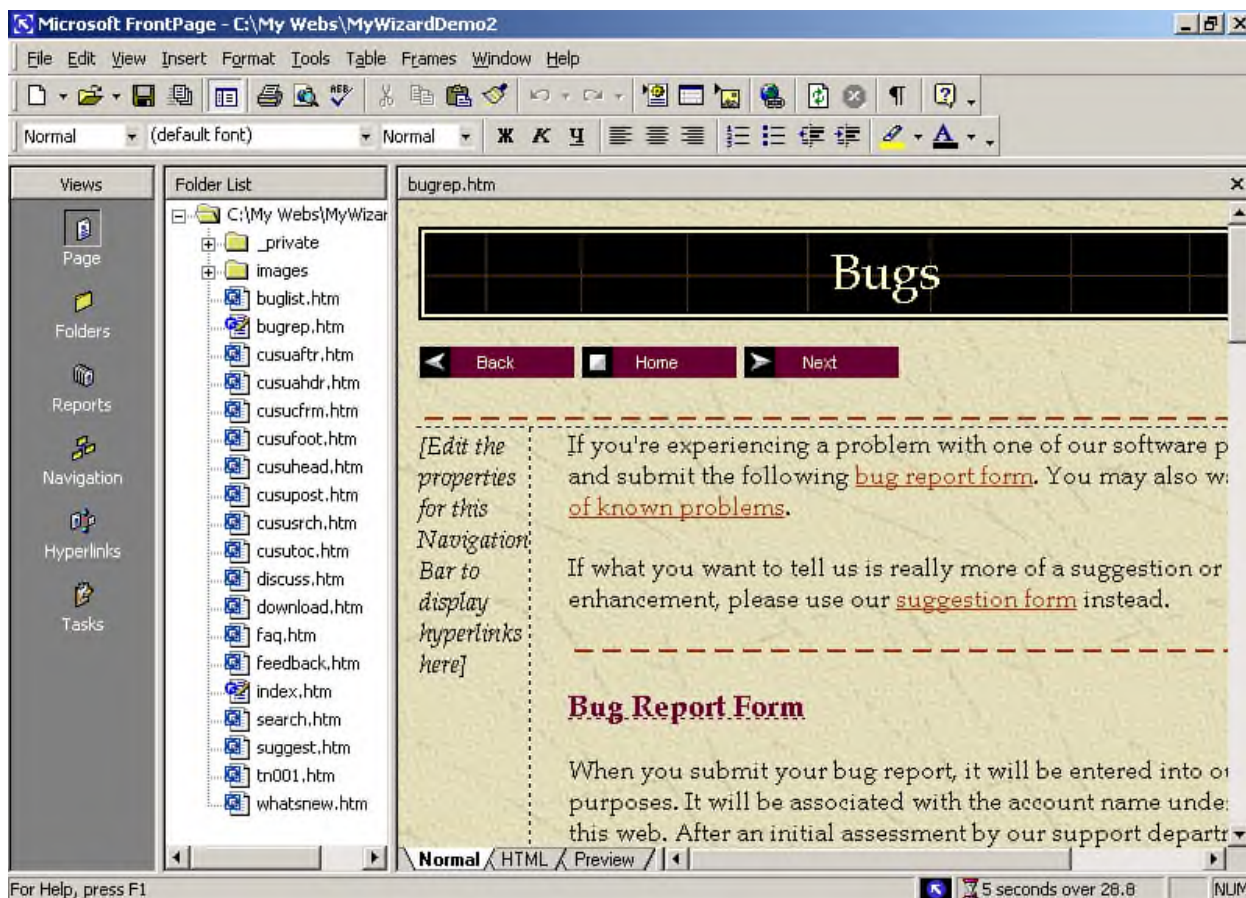 Microsoft FrontPage - C:\My Webs\MyWizardDemo2
File Edit View Insert Format Tools Table Frames Window Help
Normal (default font) Normal Ж К Ч A
Views
Page
Folders
Reports
Navigation
Hyperlinks
Tasks
Folder List
C:\My Webs\MyWizar
_private
images
buglist.htm
bugrep.htm
cusuaftr.htm
cusuahdr.htm
cusucfrm.htm
cusufoot.htm
cusuhead.htm
cusupost.htm
cususrch.htm
cusutoc.htm
discuss.htm
download.htm
faq.htm
feedback.htm
index.htm
search.htm
suggest.htm
tn001.htm
whatsnew.htm
bugrep.htm
Bugs
Back Home Next
[Edit the
properties
for this
Navigation
Bar to
display
hyperlinks
here]
If you're experiencing a problem with one of our software p
and submit the following bug report form. You may also w
of known problems.
If what you want to tell us is really more of a suggestion or
enhancement, please use our suggestion form instead.
Bug Report Form
When you submit your bug report, it will be entered into o
purposes. It will be associated with the account name unde
this web. After an initial assessment by our support departr
Normal HTML Preview
For Help, press F1
5 seconds over 28.8
NUM